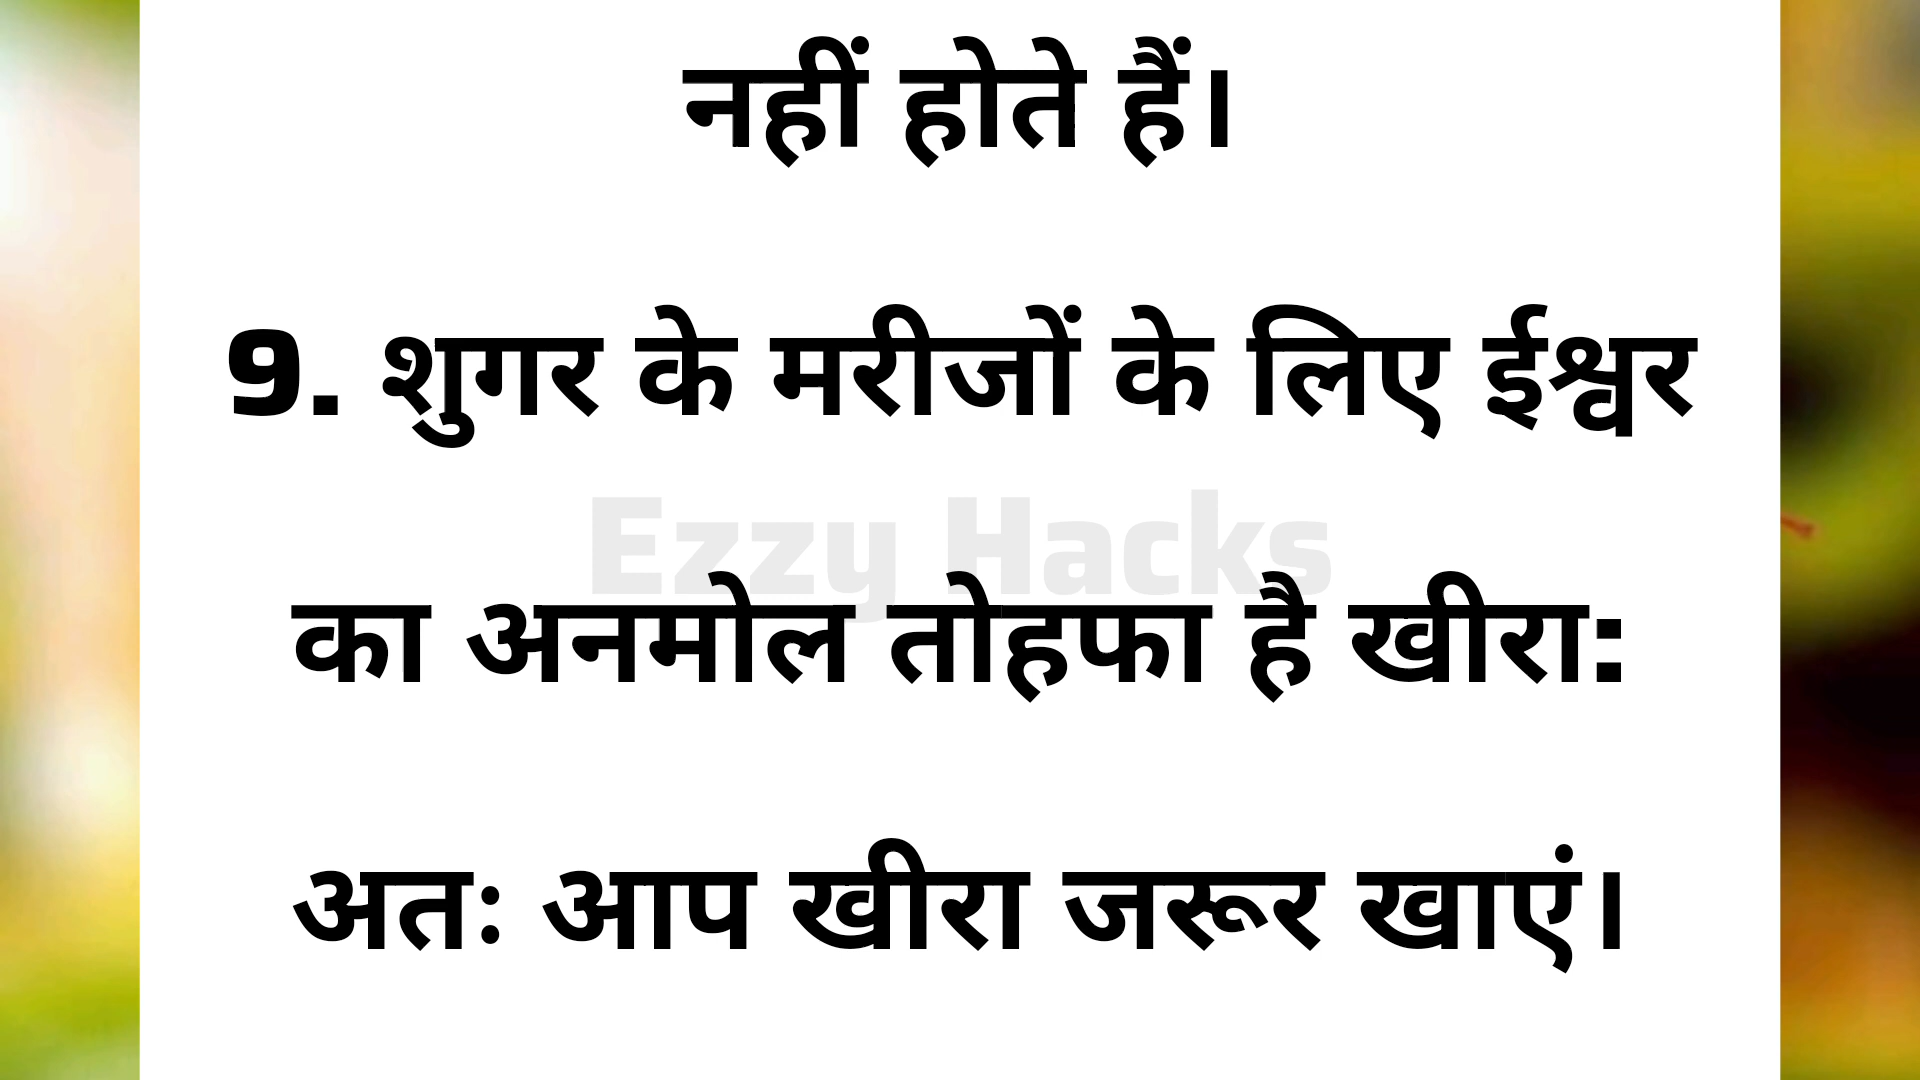 नहीं होते हैं।
9. शुगर के मरीजों के लिए ईश्वर
Ezzy Hacks
का अनमोल तोहफा है खीरा:
अतः आप खीरा जरूर खाएं।